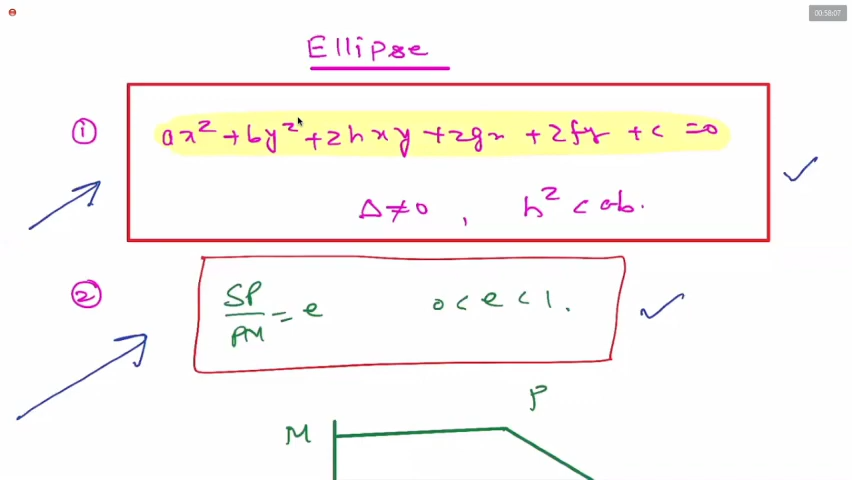 00:58:07
Ellipse
① ax² + by² + 2hxy + 2gx + 2fy + c = 0
Δ ≠ 0 , h² < ab.
② SP/PM = e 0 < e < 1.
P
M